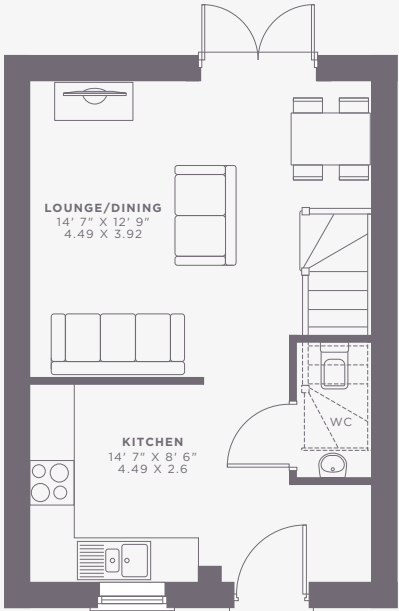 LOUNGE/DINING
14' 7" X 12' 9"
4.49 X 3.92
WC
KITCHEN
14' 7" X 8' 6"
4.49 X 2.6